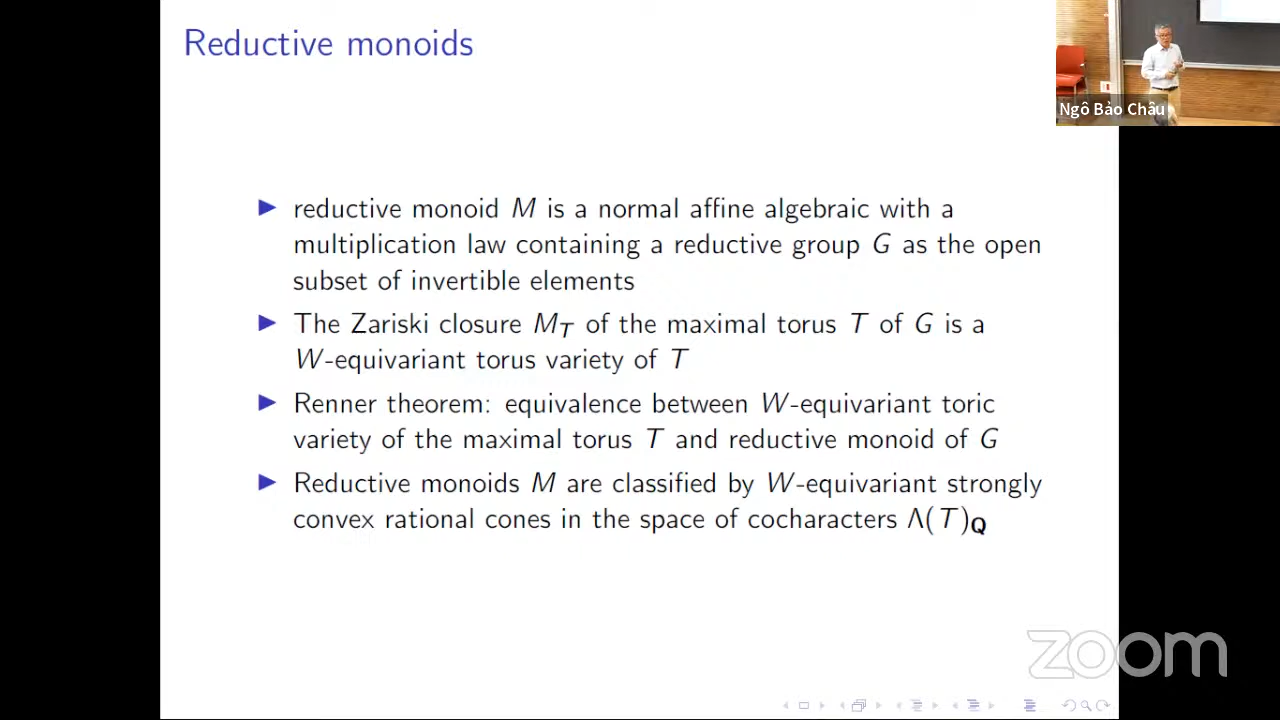 Reductive monoids
Ngô Bảo Châu
reductive monoid M is a normal affine algebraic with a
multiplication law containing a reductive group G as the open
subset of invertible elements
The Zariski closure M_T of the maximal torus T of G is a
W-equivariant torus variety of T
Renner theorem: equivalence between W-equivariant toric
variety of the maximal torus T and reductive monoid of G
Reductive monoids M are classified by W-equivariant strongly
convex rational cones in the space of cocharacters Λ(T)_Q
zoom